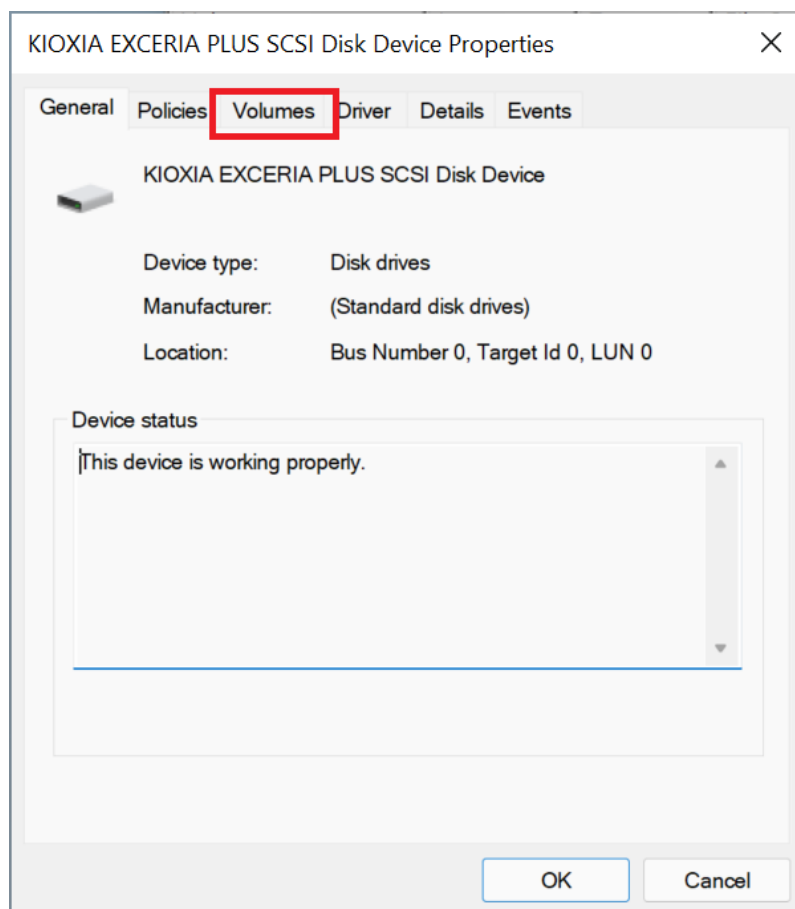 KIOXIA EXCERIA PLUS SCSI Disk Device Properties
General Policies Volumes Driver Details Events
KIOXIA EXCERIA PLUS SCSI Disk Device
Device type: Disk drives
Manufacturer: (Standard disk drives)
Location: Bus Number 0, Target Id 0, LUN 0
Device status
This device is working properly.
OK Cancel